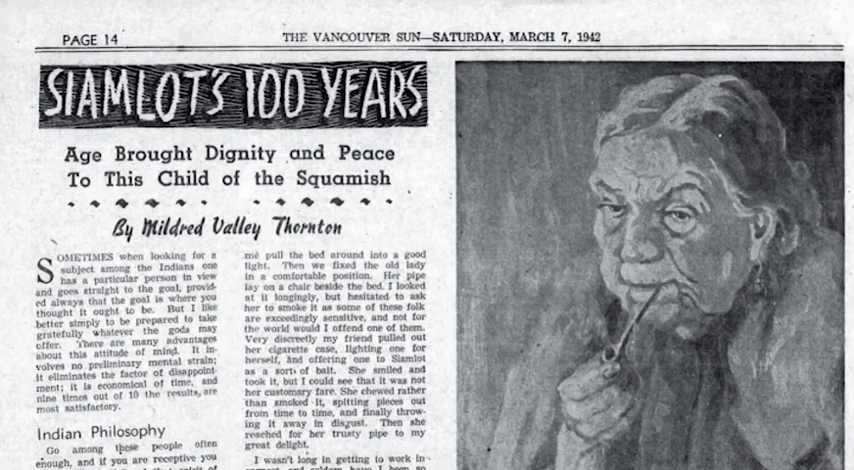 PAGE 14
THE VANCOUVER SUN—SATURDAY, MARCH 7, 1942
SIAMLOT'S 100 YEARS
Age Brought Dignity and Peace
To This Child of the Squamish
By Mildred Valley Thornton
SOMETIMES when looking for a
subject among the Indians one
has a particular person in view
and goes straight to the goal, provid-
ed always that the goal is where you
thought it ought to be. But I like
better simply to be prepared to take
gratefully whatever the gods may
offer. There are many advantages
about this attitude of mind. It in-
volves no preliminary mental strain;
it eliminates the factor of disappoint-
ment; it is economical of time, and
nine times out of 10 the results, are
most satisfactory.
Indian Philosophy
Go among these people often
enough, and if you are receptive you
that spirit of
me pull the bed around into a good
light. Then we fixed the old lady
in a comfortable position. Her pipe
lay on a chair beside the bed. I looked
at it longingly, but hesitated to ask
her to smoke it as some of these folk
are exceedingly sensitive, and not for
the world would I offend one of them.
Very discreetly my friend pulled out
her cigarette case, lighting one for
herself, and offering one to Siamlot
as a sort of bait. She smiled and
took it, but I could see that it was not
her customary fare. She chewed rather
than smoked it, spitting pieces out
from time to time, and finally throw-
ing it away in disgust. Then she
reached for her trusty pipe to my
great delight.
I wasn't long in getting to work in
and seldom have I been so